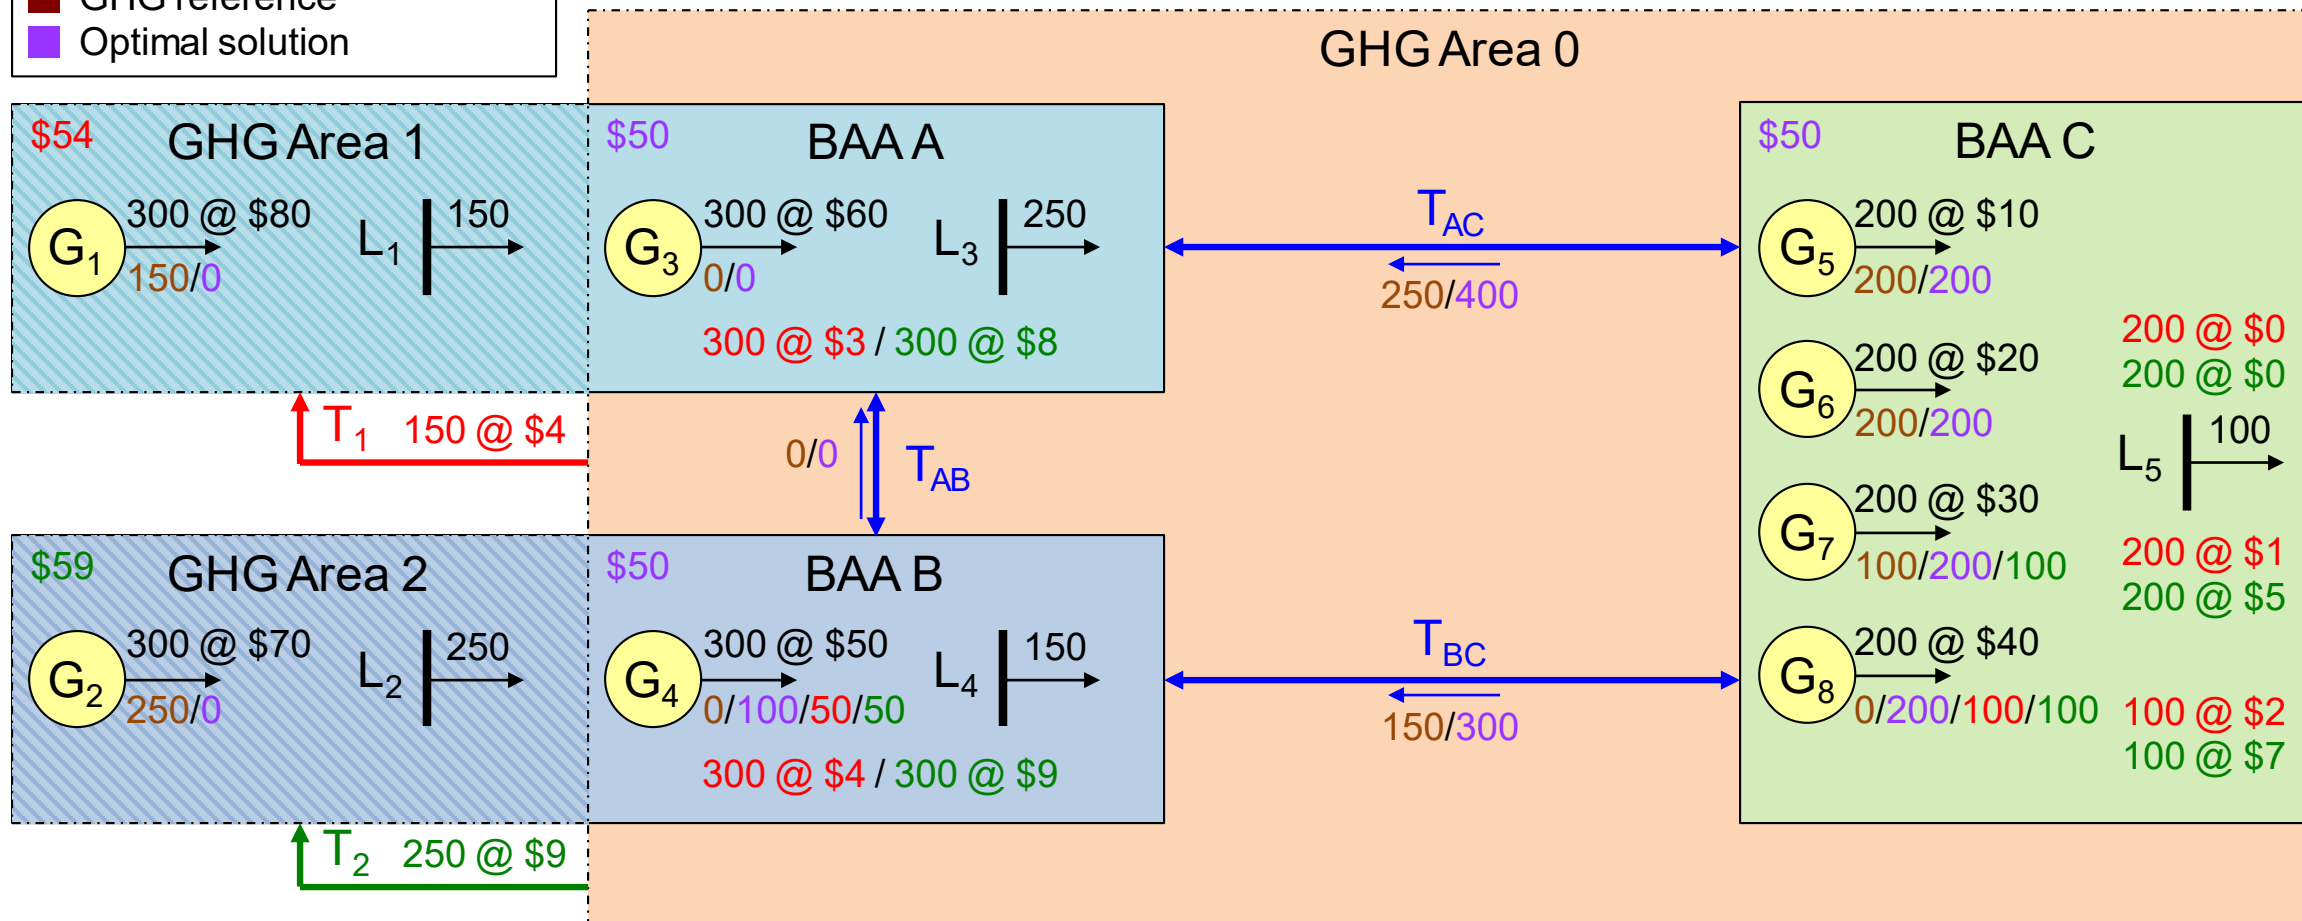 GHG reference
Optimal solution
GHG Area 0
$54
GHG Area 1
G1
300 @ $80
150/0
L1
150
$50
BAA A
G3
300 @ $60
0/0
L3
250
300 @ $3 / 300 @ $8
TAC
250/400
$50
BAA C
G5
200 @ $10
200/200
200 @ $0
200 @ $0
G6
200 @ $20
200/200
L5
100
G7
200 @ $30
100/200/100
200 @ $1
200 @ $5
G8
200 @ $40
0/200/100/100
100 @ $2
100 @ $7
T1
150 @ $4
0/0
TAB
$59
GHG Area 2
G2
300 @ $70
250/0
L2
250
$50
BAA B
G4
300 @ $50
0/100/50/50
L4
150
300 @ $4 / 300 @ $9
TBC
150/300
T2
250 @ $9